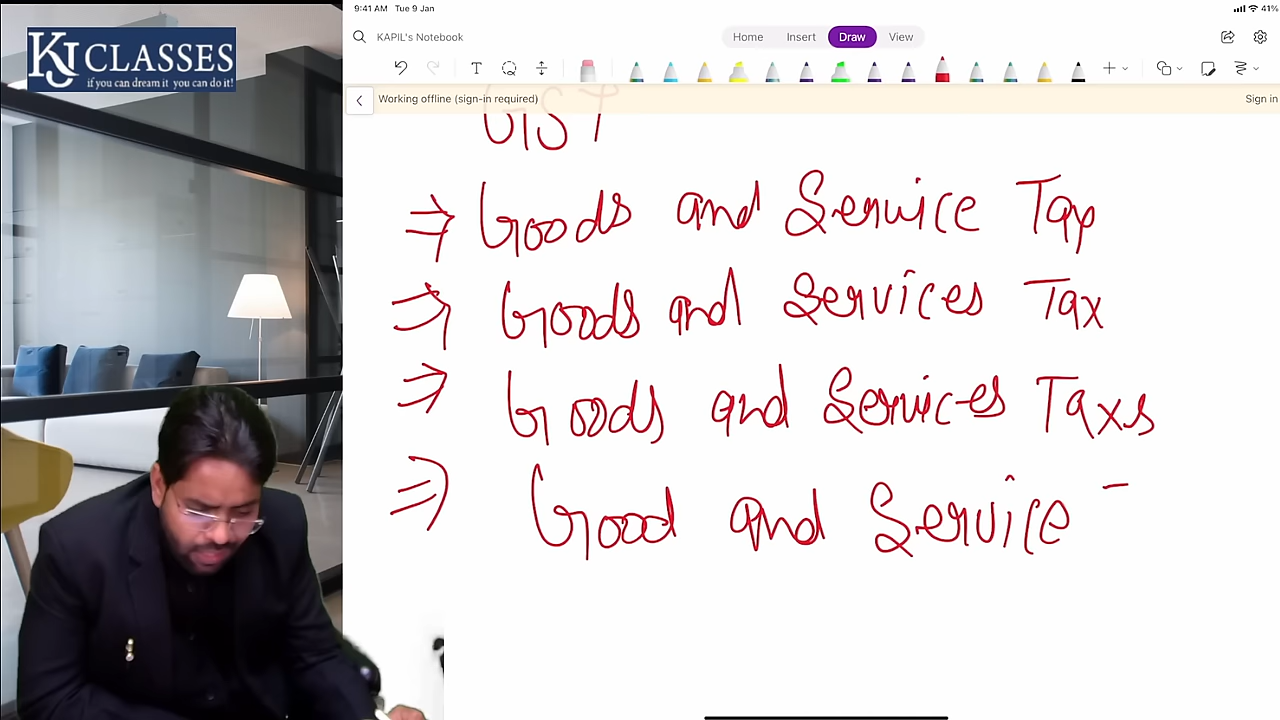 9:41 AM Tue 9 Jan
41%
KJ CLASSES
if you can dream it you can do it!
KAPIL's Notebook
Home Insert Draw View
Working offline (sign-in required)
Sign in
GST
⇒ Goods and Service Tax
⇒ Goods and Services Tax
⇒ Goods and Services Taxs
⇒ Good and Service